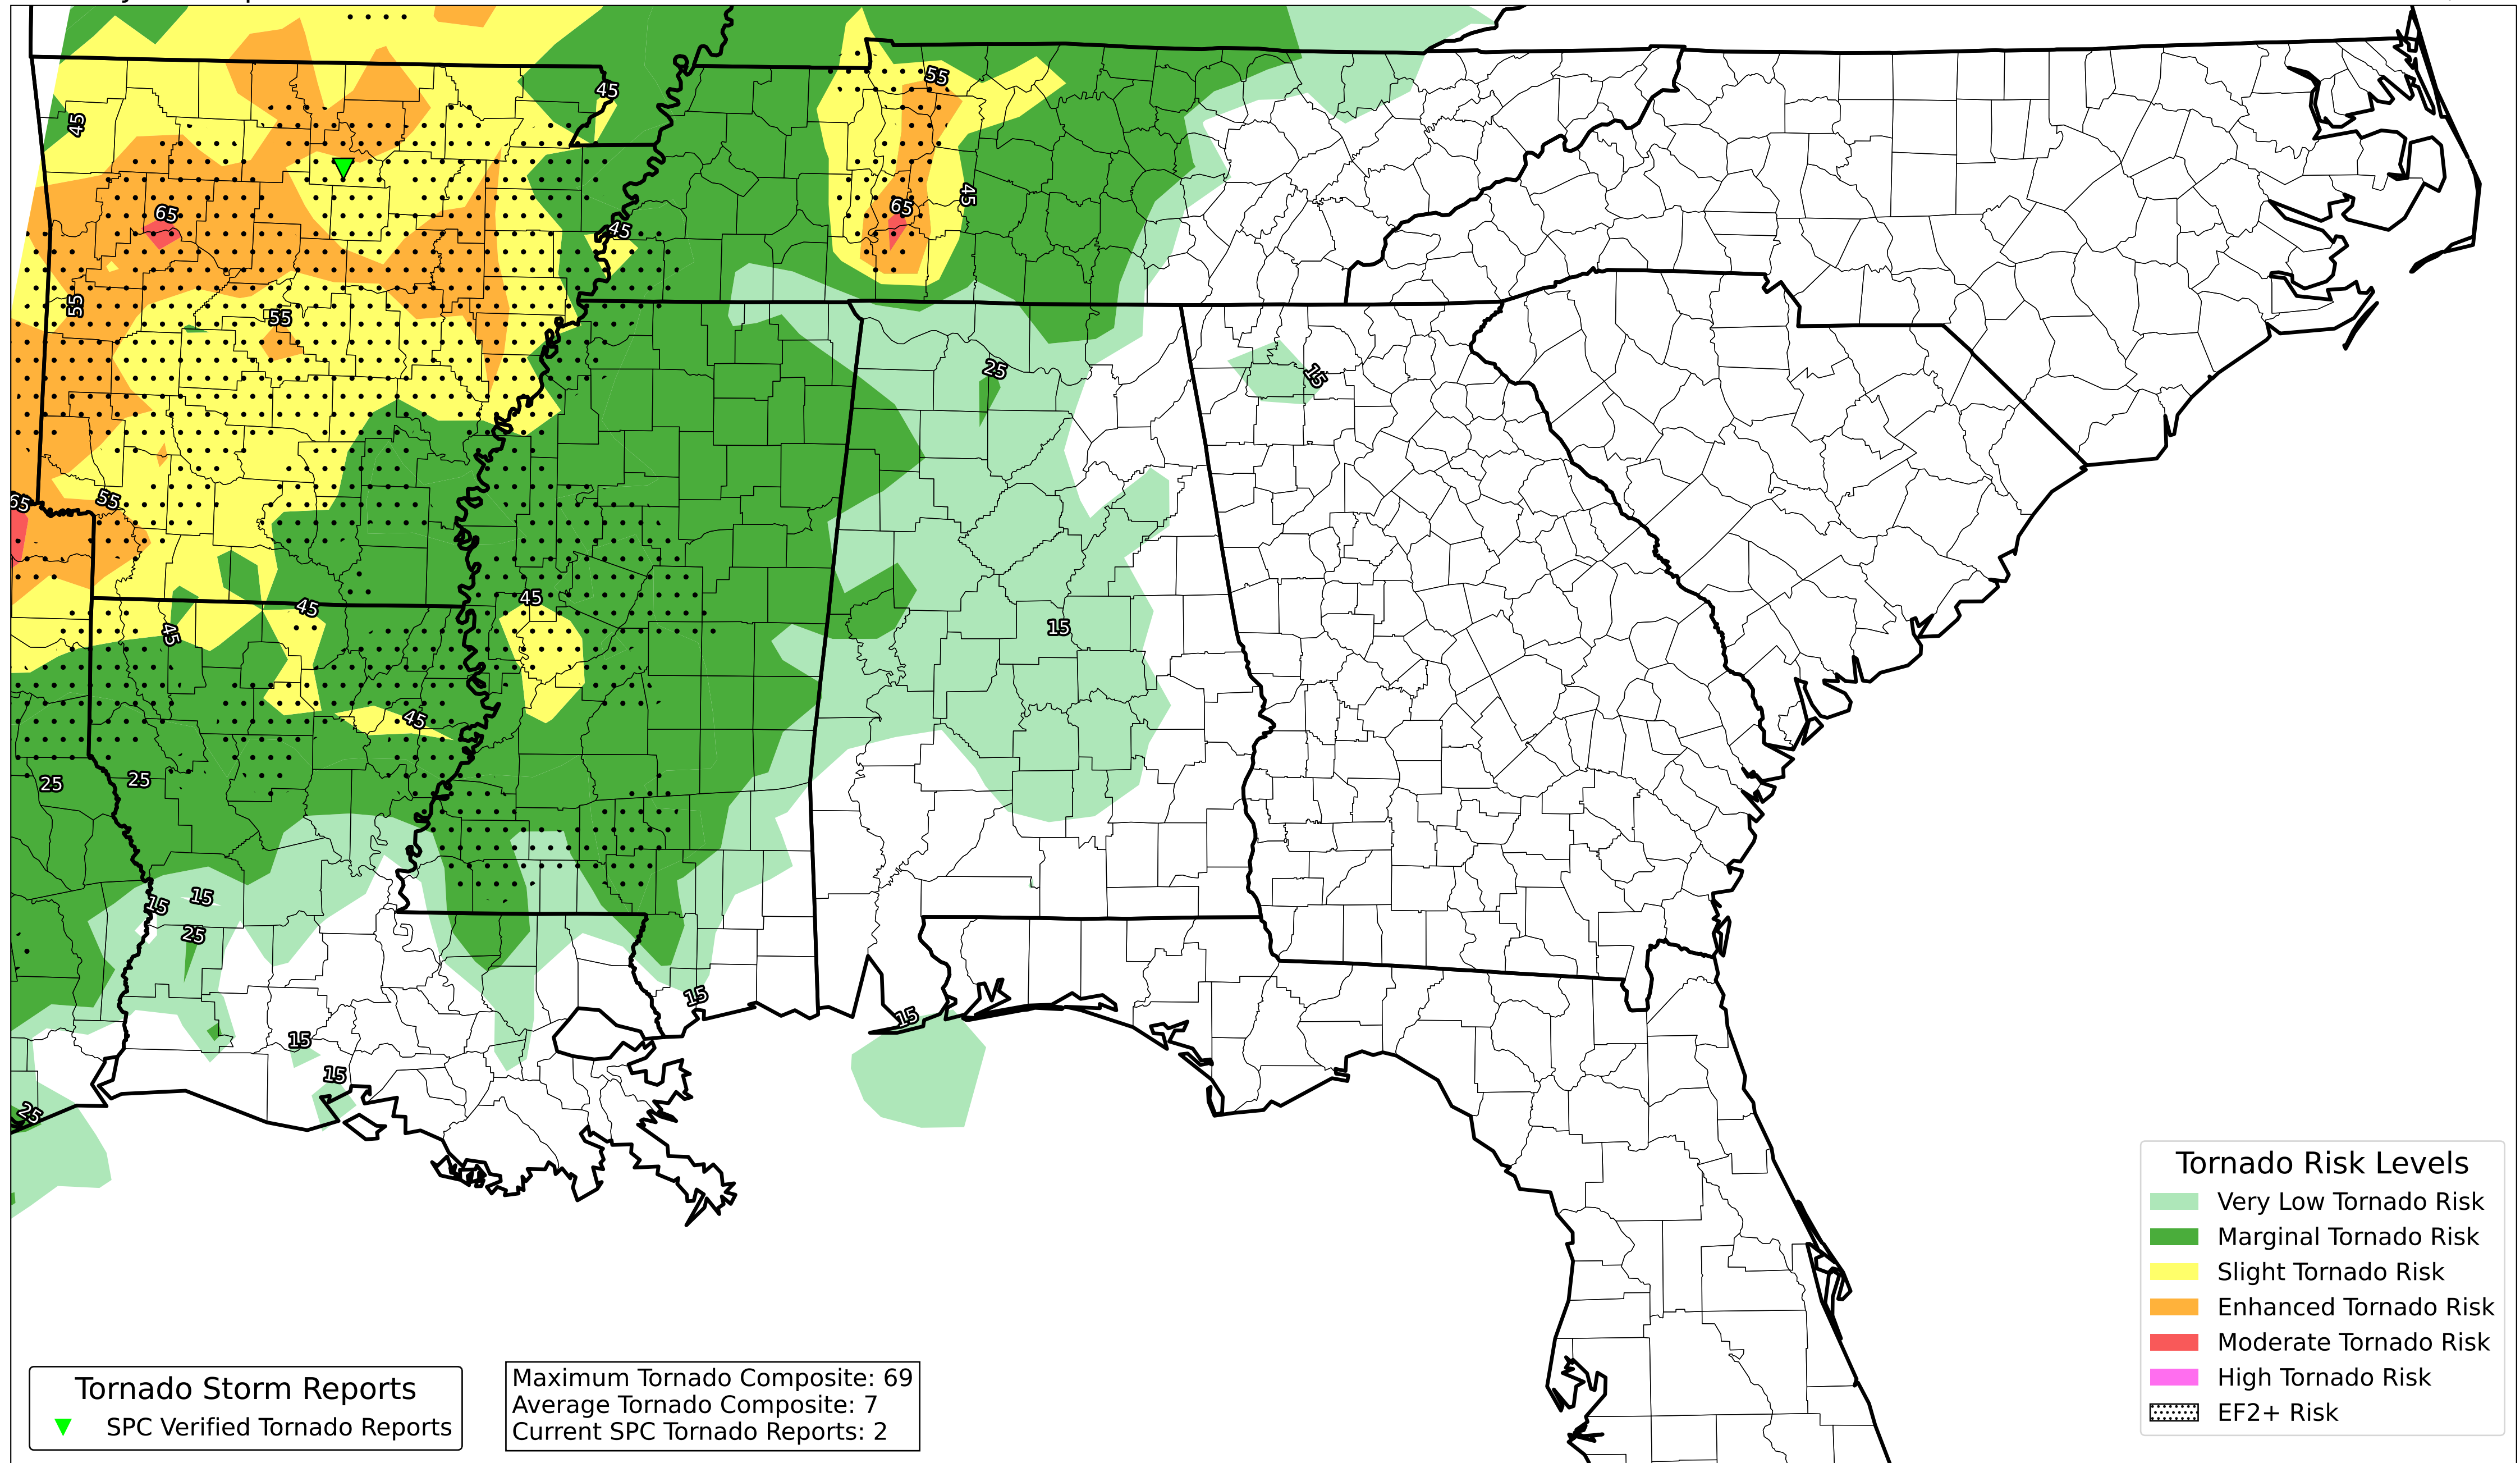 55
45
45
65
65
45
45
55
55
25
15
65
55
45
45
15
45
45
25
25
15
15
25
15
15
15
15
25
Tornado Risk Levels
Very Low Tornado Risk
Marginal Tornado Risk
Slight Tornado Risk
Enhanced Tornado Risk
Moderate Tornado Risk
High Tornado Risk
EF2+ Risk
Tornado Storm Reports
SPC Verified Tornado Reports
Maximum Tornado Composite: 69
Average Tornado Composite: 7
Current SPC Tornado Reports: 2